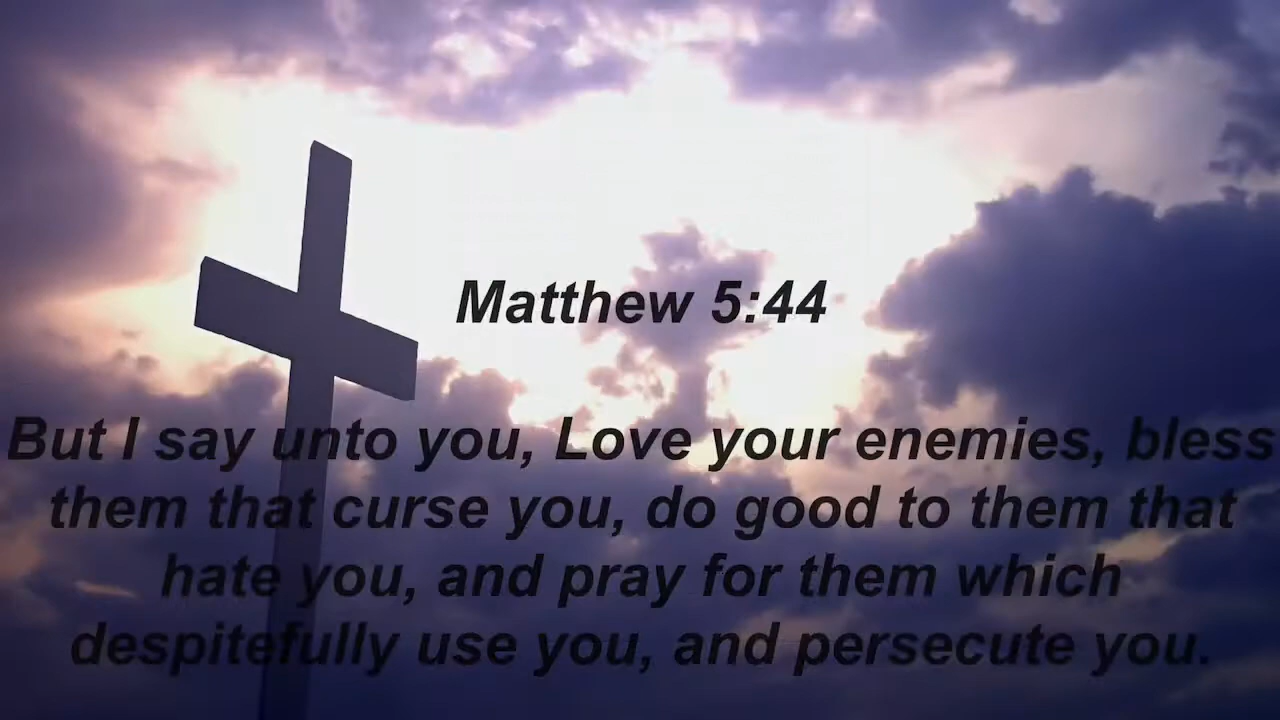 Matthew 5:44
But I say unto you, Love your enemies, bless
them that curse you, do good to them that
hate you, and pray for them which
despitefully use you, and persecute you.